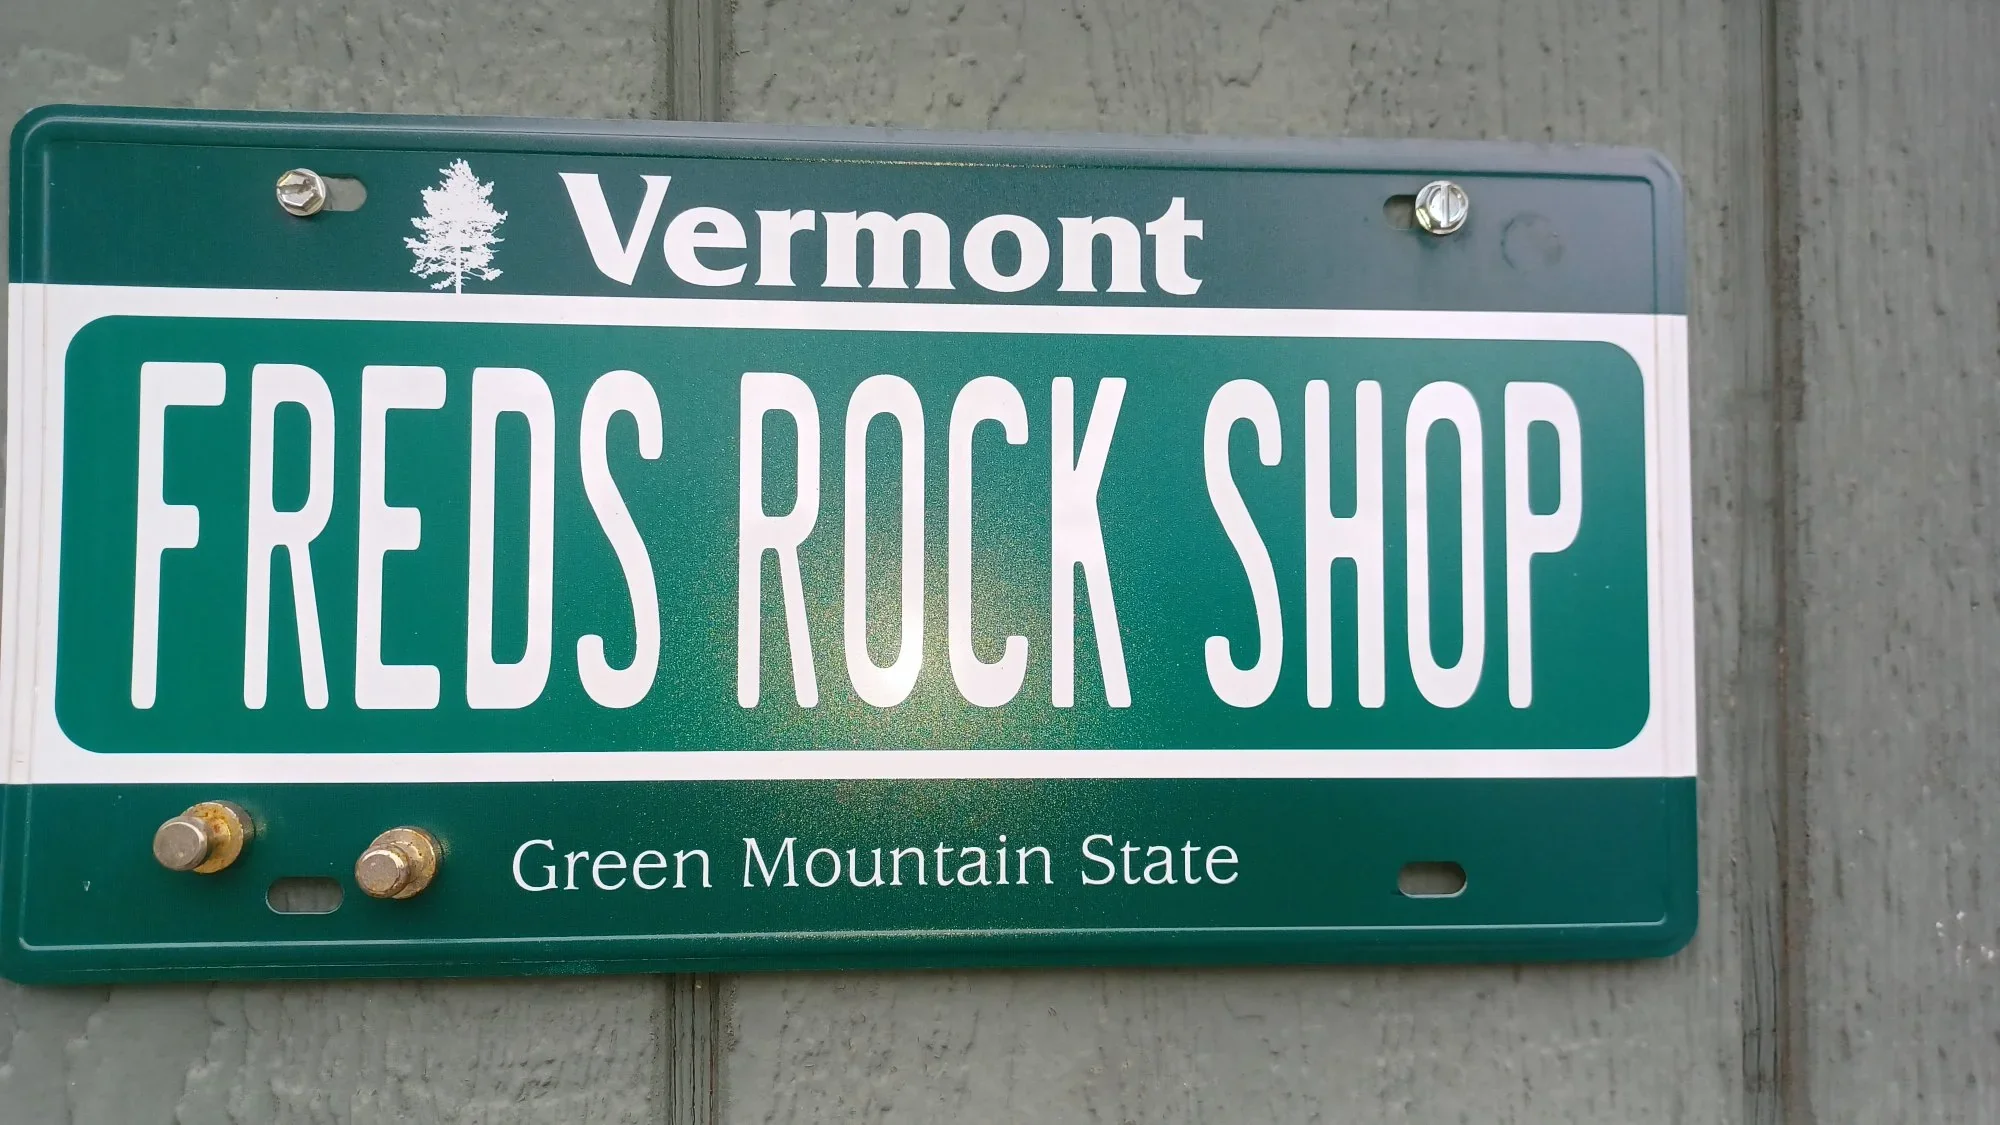 Vermont
FREDS ROCK SHOP
Green Mountain State